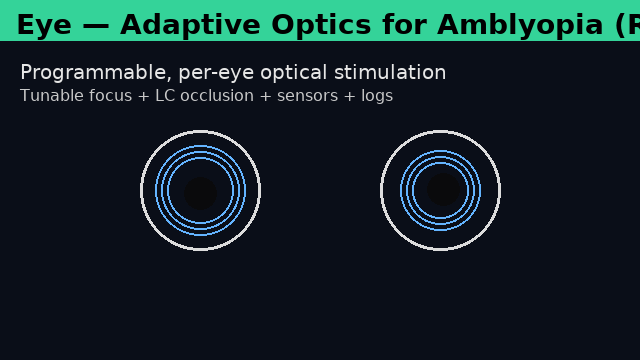 Eye — Adaptive Optics for Amblyopia (R
Programmable, per-eye optical stimulation
Tunable focus + LC occlusion + sensors + logs